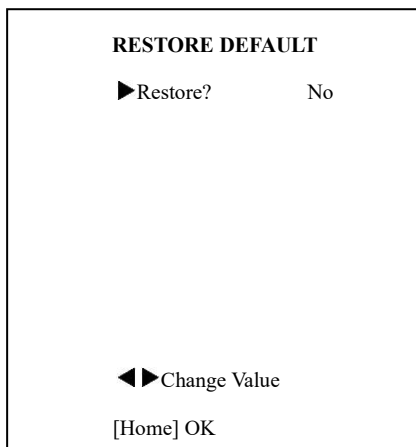 RESTORE DEFAULT
▶Restore? No
◀▶Change Value
[Home] OK